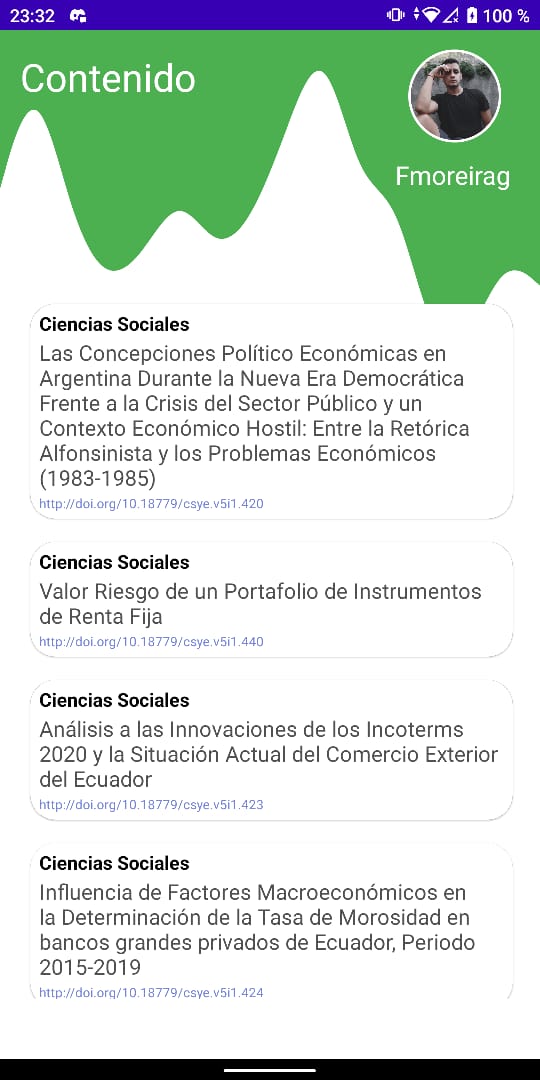 23:32
100 %
Contenido
Fmoreirag
Ciencias Sociales
Las Concepciones Político Económicas en
Argentina Durante la Nueva Era Democrática
Frente a la Crisis del Sector Público y un
Contexto Económico Hostil: Entre la Retórica
Alfonsinista y los Problemas Económicos
(1983-1985)
http://doi.org/10.18779/csye.v5i1.420
Ciencias Sociales
Valor Riesgo de un Portafolio de Instrumentos
de Renta Fija
http://doi.org/10.18779/csye.v5i1.440
Ciencias Sociales
Análisis a las Innovaciones de los Incoterms
2020 y la Situación Actual del Comercio Exterior
del Ecuador
http://doi.org/10.18779/csye.v5i1.423
Ciencias Sociales
Influencia de Factores Macroeconómicos en
la Determinación de la Tasa de Morosidad en
bancos grandes privados de Ecuador, Periodo
2015-2019
http://doi.org/10.18779/csye.v5i1.424